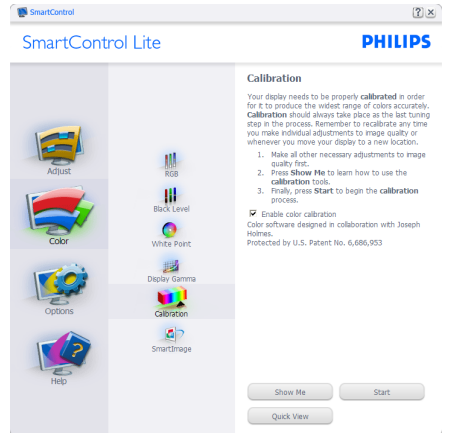 SmartControl
SmartControl Lite
PHILIPS
Adjust
Color
Options
Help
RGB
Black Level
White Point
Display Gamma
Calibration
SmartImage
Calibration
Your display needs to be properly calibrated in order
for it to produce the widest range of colors accurately.
Calibration should always take place as the last tuning
step in the process. Remember to recalibrate any time
you make individual adjustments to image quality or
whenever you move your display to a new location.
1. Make all other necessary adjustments to image
quality first.
2. Press Show Me to learn how to use the
calibration tools.
3. Finally, press Start to begin the calibration
process.
Enable color calibration
Color software designed in collaboration with Joseph
Holmes.
Protected by U.S. Patent No. 6,686,953
Show Me
Start
Quick View